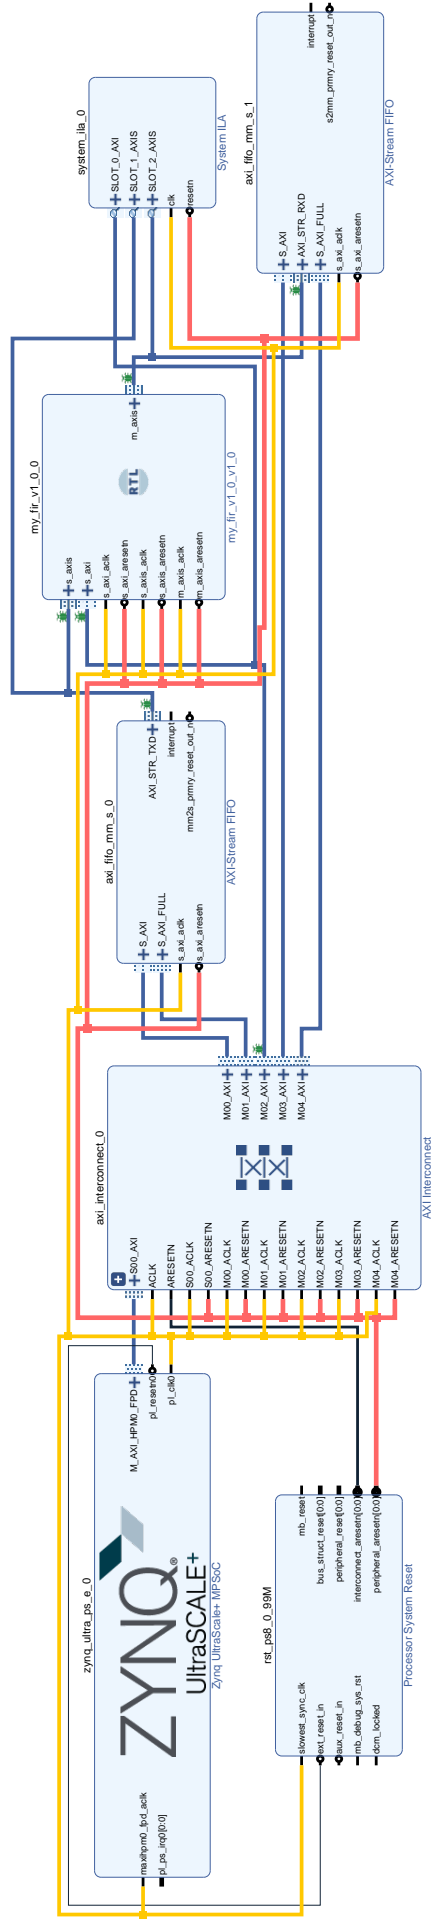 zynq_ultra_ps_e_0
maxihpm0_fpd_aclk
pl_ps_irq0[0:0]
M_AXI_HPM0_FPD
pl_resetn0
pl_clk0
ZYNQ
UltraSCALE+
Zynq UltraScale+ MPSoC
rst_ps8_0_99M
slowest_sync_clk
ext_reset_in
aux_reset_in
mb_debug_sys_rst
dcm_locked
mb_reset
bus_struct_reset[0:0]
peripheral_reset[0:0]
interconnect_aresetn[0:0]
peripheral_aresetn[0:0]
Processor System Reset
axi_interconnect_0
S00_AXI
ACLK
ARESETN
S00_ACLK
S00_ARESETN
M00_ACLK
M00_ARESETN
M01_ACLK
M01_ARESETN
M02_ACLK
M02_ARESETN
M03_ACLK
M03_ARESETN
M04_ACLK
M04_ARESETN
M00_AXI
M01_AXI
M02_AXI
M03_AXI
M04_AXI
AXI Interconnect
axi_fifo_mm_s_0
S_AXI
S_AXI_FULL
s_axi_aclk
s_axi_aresetn
AXI_STR_TXD
interrupt
mm2s_prmry_reset_out_n
AXI-Stream FIFO
my_fir_v1_0_0
s_axis
s_axi
s_axi_aclk
s_axi_aresetn
s_axis_aclk
s_axis_aresetn
m_axis_aclk
m_axis_aresetn
m_axis
RTL
my_fir_v1_0_v1_0
system_ila_0
SLOT_0_AXI
SLOT_1_AXIS
SLOT_2_AXIS
clk
resetn
System ILA
axi_fifo_mm_s_1
S_AXI
AXI_STR_RXD
S_AXI_FULL
s_axi_aclk
s_axi_aresetn
interrupt
s2mm_prmry_reset_out_n
AXI-Stream FIFO